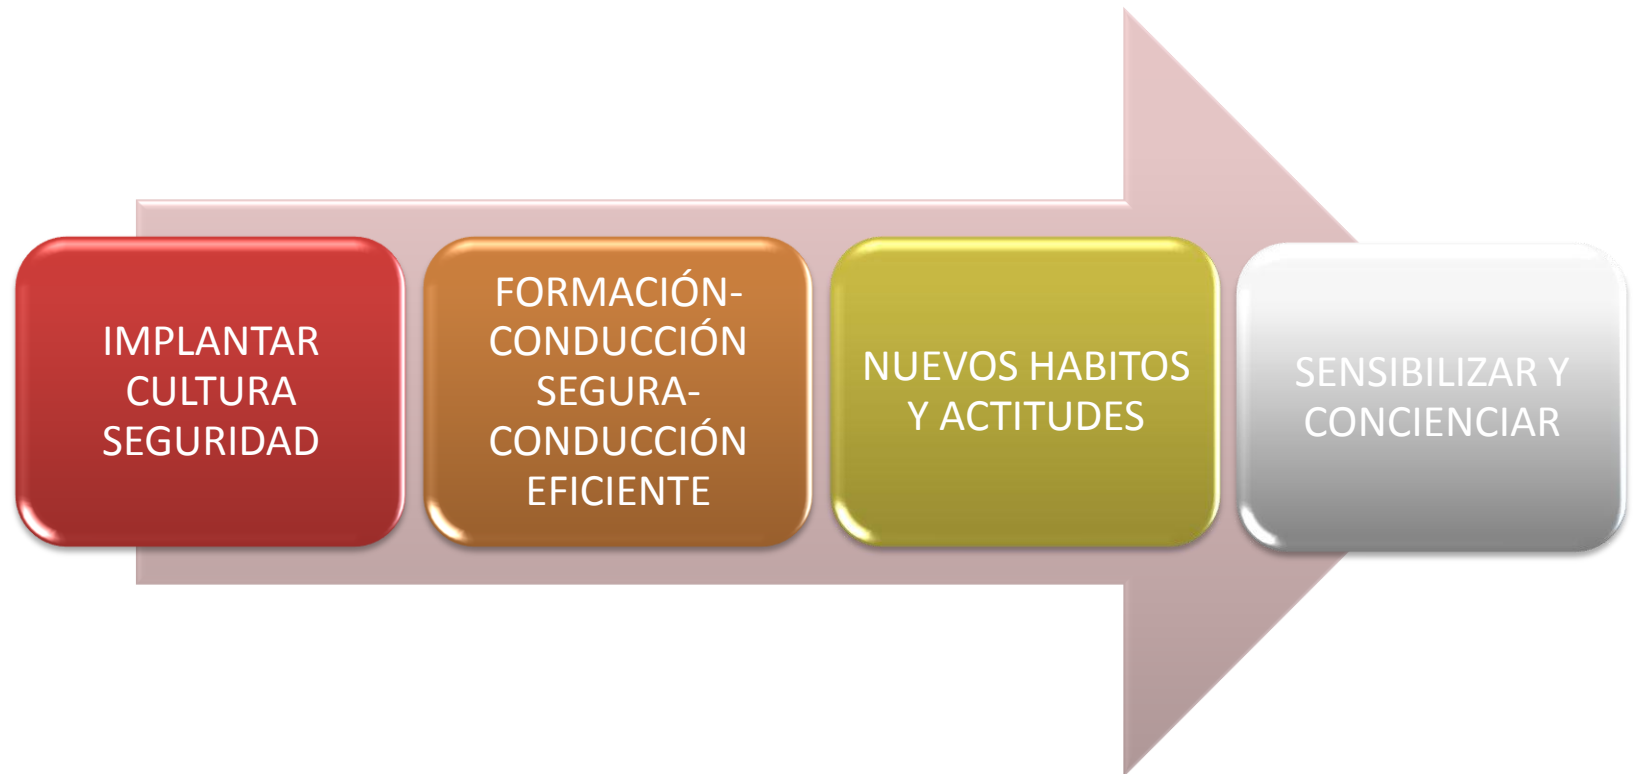 IMPLANTAR
CULTURA
SEGURIDAD
FORMACIÓN-
CONDUCCIÓN
SEGURA-
CONDUCCIÓN
EFICIENTE
NUEVOS HABITOS
Y ACTITUDES
SENSIBILIZAR Y
CONCIENCIAR